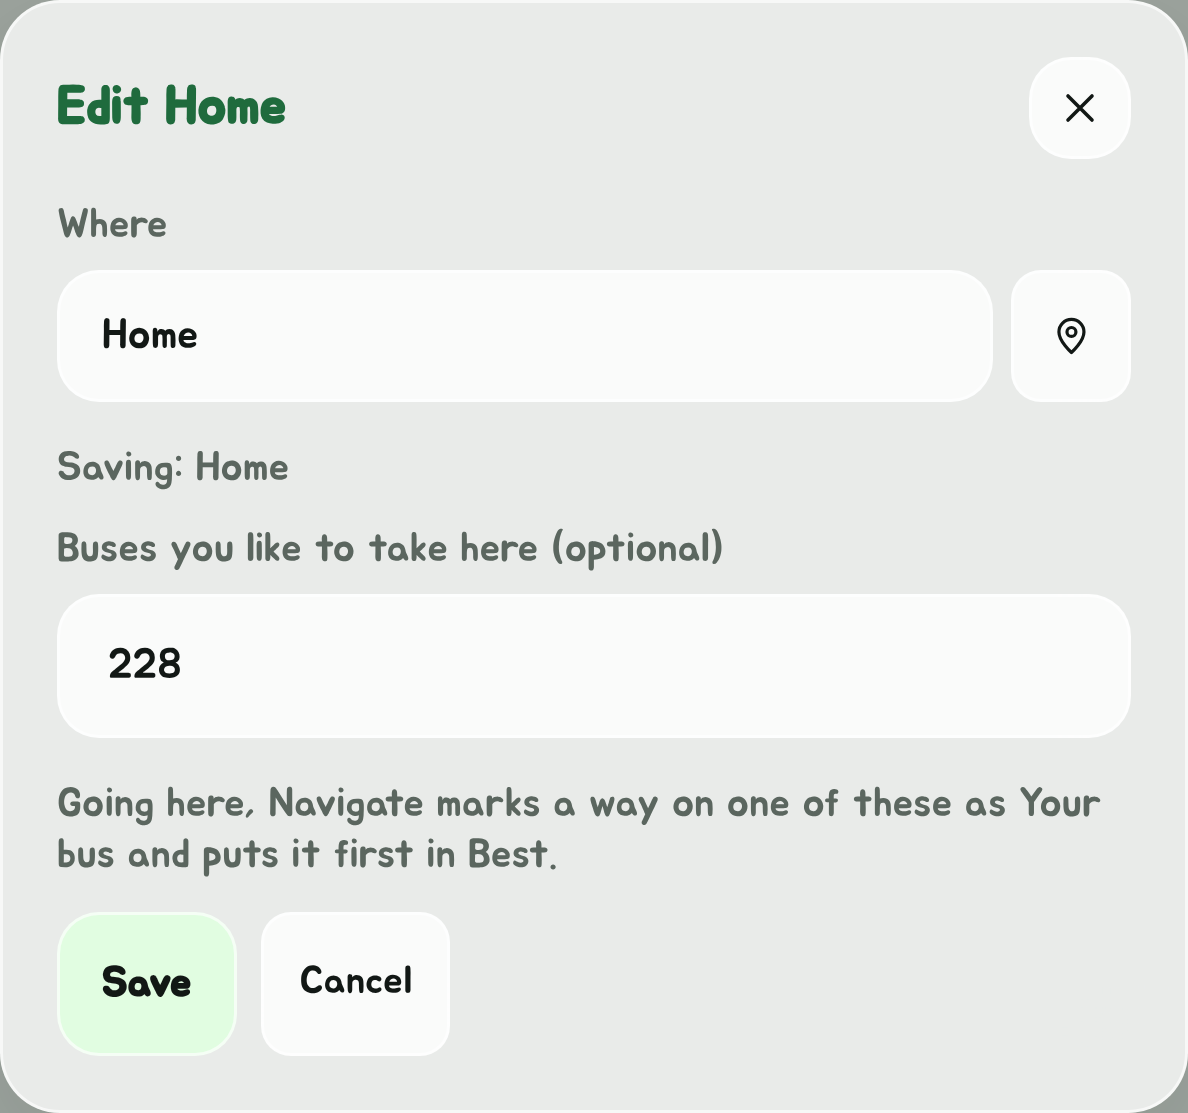 Edit Home
Where
Home
Saving: Home
Buses you like to take here (optional)
228
Going here, Navigate marks a way on one of these as Your
bus and puts it first in Best.
Save
Cancel